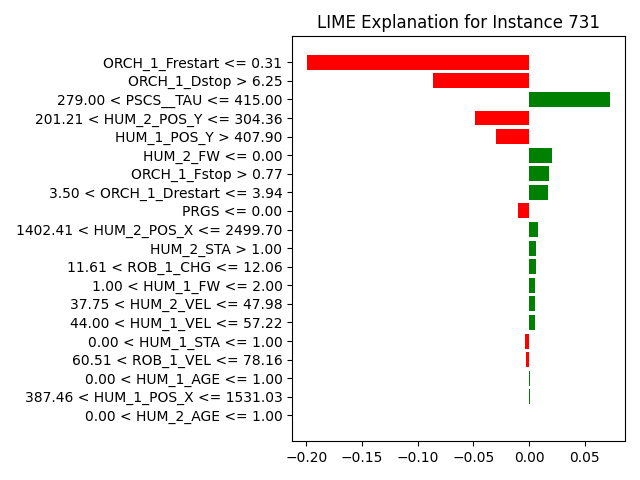 LIME Explanation for Instance 731
ORCH_1_Frestart <= 0.31
ORCH_1_Dstop > 6.25
279.00 < PSCS__TAU <= 415.00
201.21 < HUM_2_POS_Y <= 304.36
HUM_1_POS_Y > 407.90
HUM_2_FW <= 0.00
ORCH_1_Fstop > 0.77
3.50 < ORCH_1_Drestart <= 3.94
PRGS <= 0.00
1402.41 < HUM_2_POS_X <= 2499.70
HUM_2_STA > 1.00
11.61 < ROB_1_CHG <= 12.06
1.00 < HUM_1_FW <= 2.00
37.75 < HUM_2_VEL <= 47.98
44.00 < HUM_1_VEL <= 57.22
0.00 < HUM_1_STA <= 1.00
60.51 < ROB_1_VEL <= 78.16
0.00 < HUM_1_AGE <= 1.00
387.46 < HUM_1_POS_X <= 1531.03
0.00 < HUM_2_AGE <= 1.00
−0.20 −0.15 −0.10 −0.05 0.00 0.05